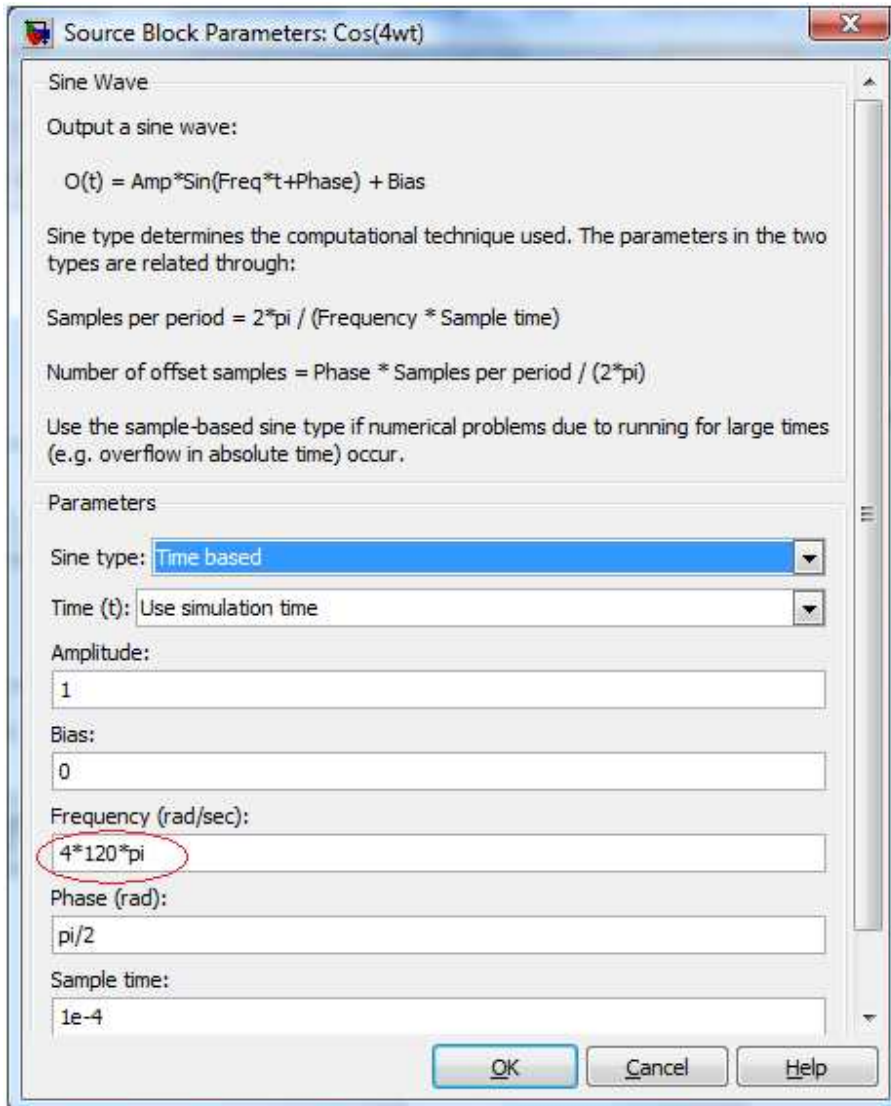 Source Block Parameters: Cos(4wt)
Sine Wave
Output a sine wave:
O(t) = Amp*Sin(Freq*t+Phase) + Bias
Sine type determines the computational technique used. The parameters in the two
types are related through:
Samples per period = 2*pi / (Frequency * Sample time)
Number of offset samples = Phase * Samples per period / (2*pi)
Use the sample-based sine type if numerical problems due to running for large times
(e.g. overflow in absolute time) occur.
Parameters
Sine type: Time based
Time (t): Use simulation time
Amplitude:
1
Bias:
0
Frequency (rad/sec):
4*120*pi
Phase (rad):
pi/2
Sample time:
1e-4
OK Cancel Help